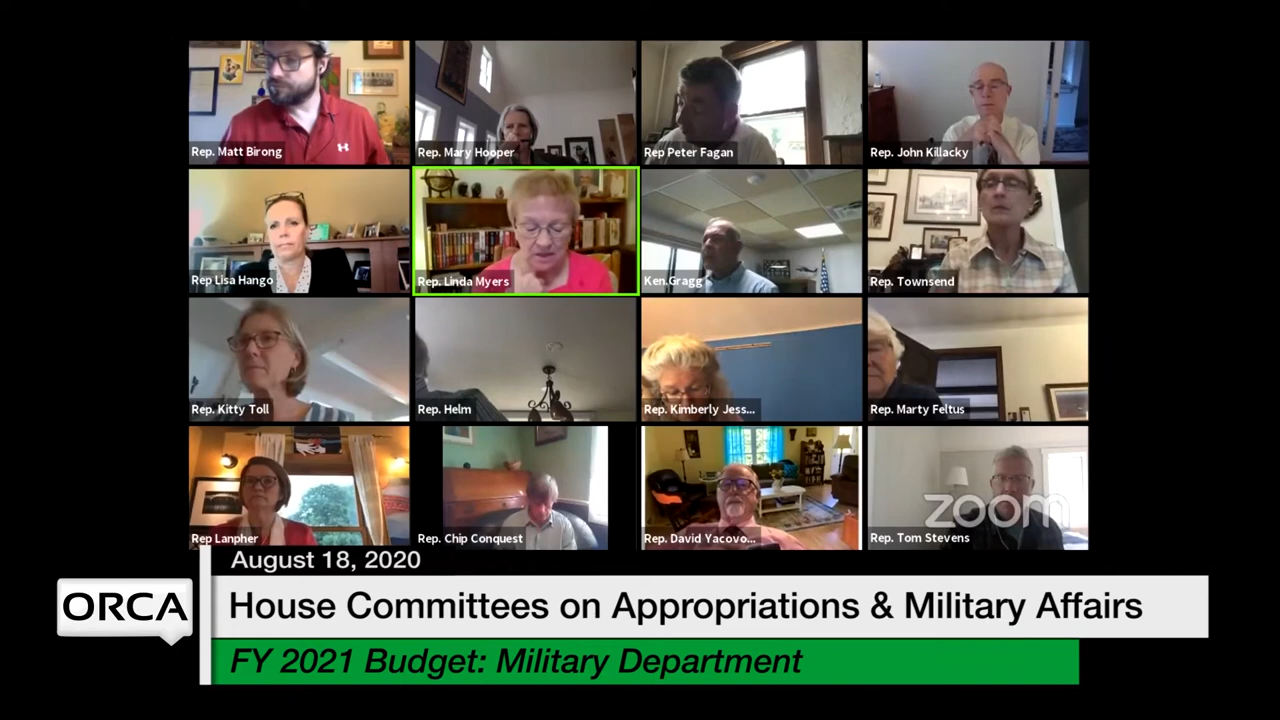 Rep. Matt Birong
Rep. Mary Hooper
Rep Peter Fagan
Rep. John Killacky
Rep Lisa Hango
Rep. Linda Myers
Ken.Gragg
Rep. Townsend
Rep. Kitty Toll
Rep. Helm
Rep. Kimberly Jess...
Rep. Marty Feltus
Rep Lanpher
Rep. Chip Conquest
Rep. David Yacovo...
Rep. Tom Stevens
zoom
August 18, 2020
ORCA
House Committees on Appropriations & Military Affairs
FY 2021 Budget: Military Department